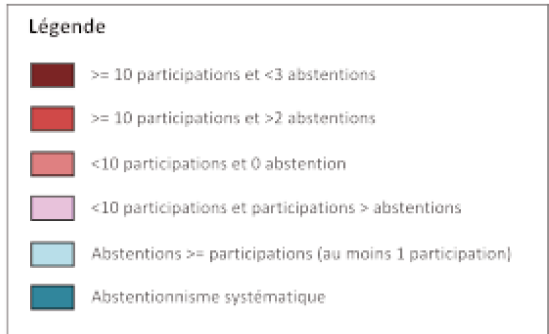 Légende
>= 10 participations et <3 abstentions
>= 10 participations et >2 abstentions
<10 participations et 0 abstention
<10 participations et participations > abstentions
Abstentions >= participations (au moins 1 participation)
Abstentionnisme systématique